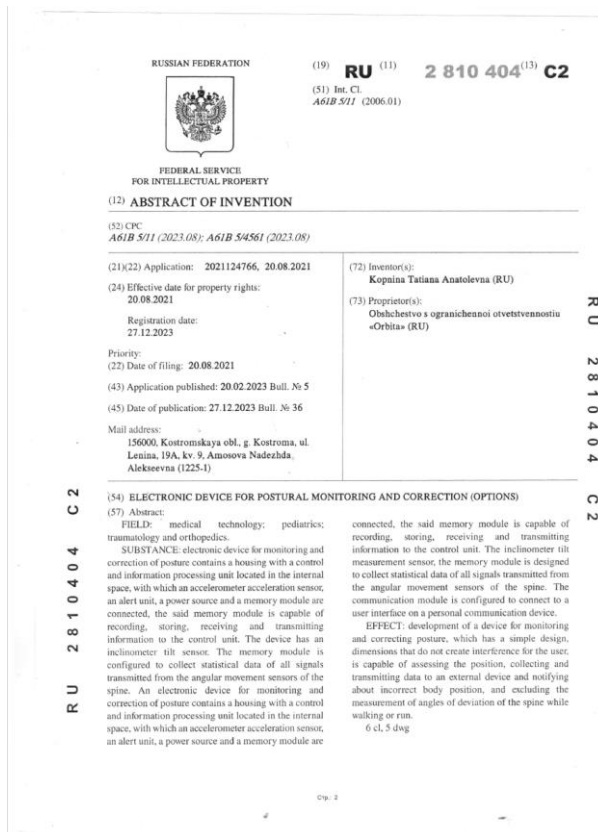 RUSSIAN FEDERATION
FEDERAL SERVICE
FOR INTELLECTUAL PROPERTY
(19) RU (11) 2 810 404 (13) C2
(51) Int. Cl.
A61B 5/11 (2006.01)
(12) ABSTRACT OF INVENTION
(52) CPC
A61B 5/11 (2023.08); A61B 5/4561 (2023.08)
(21)(22) Application: 2021124766, 20.08.2021
(24) Effective date for property rights:
20.08.2021
Registration date:
27.12.2023
Priority:
(22) Date of filing: 20.08.2021
(43) Application published: 20.02.2023 Bull. № 5
(45) Date of publication: 27.12.2023 Bull. № 36
Mail address:
156000, Kostromskaya obl., g. Kostroma, ul.
Lenina, 19A, kv. 9, Amosova Nadezhda
Alekseevna (1225-1)
(72) Inventor(s):
Kopnina Tatiana Anatolevna (RU)
(73) Proprietor(s):
Obshchestvo s ogranichennoi otvetstvennostiu
«Orbita» (RU)
(54) ELECTRONIC DEVICE FOR POSTURAL MONITORING AND CORRECTION (OPTIONS)
(57) Abstract:
FIELD: medical technology; pediatrics;
traumatology and orthopedics.
SUBSTANCE: electronic device for monitoring and
correction of posture contains a housing with a control
and information processing unit located in the internal
space, with which an accelerometer acceleration sensor,
an alert unit, a power source and a memory module are
connected, the said memory module is capable of
recording, storing, receiving and transmitting
information to the control unit. The device has an
inclinometer tilt sensor. The memory module is
configured to collect statistical data of all signals
transmitted from the angular movement sensors of the
spine. An electronic device for monitoring and
correction of posture contains a housing with a control
and information processing unit located in the internal
space, with which an accelerometer acceleration sensor,
an alert unit, a power source and a memory module are
connected, the said memory module is capable of
recording, storing, receiving and transmitting
information to the control unit. The inclinometer tilt
measurement sensor, the memory module is designed
to collect statistical data of all signals transmitted from
the angular movement sensors of the spine. The
communication module is configured to connect to a
user interface on a personal communication device.
EFFECT: development of a device for monitoring
and correcting posture, which has a simple design,
dimensions that do not create interference for the user,
is capable of assessing the position, collecting and
transmitting data to an external device and notifying
about incorrect body position, and excluding the
measurement of angles of deviation of the spine while
walking or run.
6 cl, 5 dwg
RU 2810404 C2
RU 2810404 C2
Стр.: 2